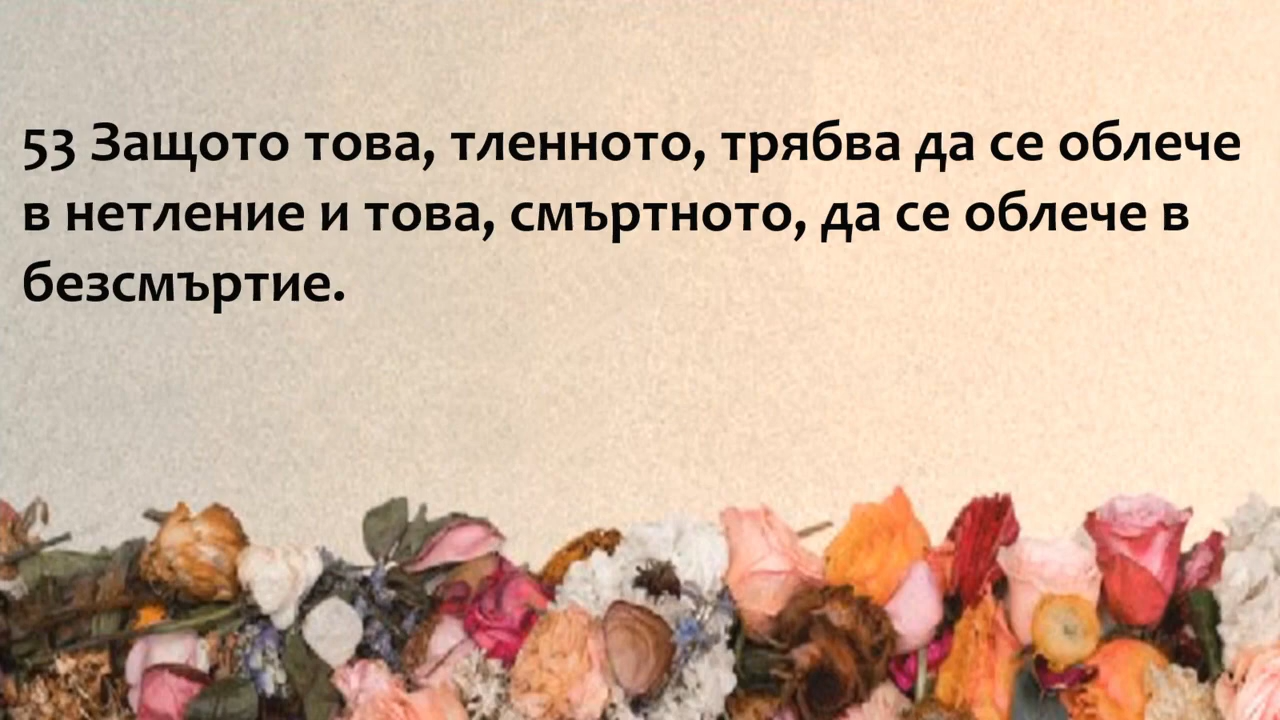 53 Защото това, тленното, трябва да се облече
в нетление и това, смъртното, да се облече в
безсмъртие.